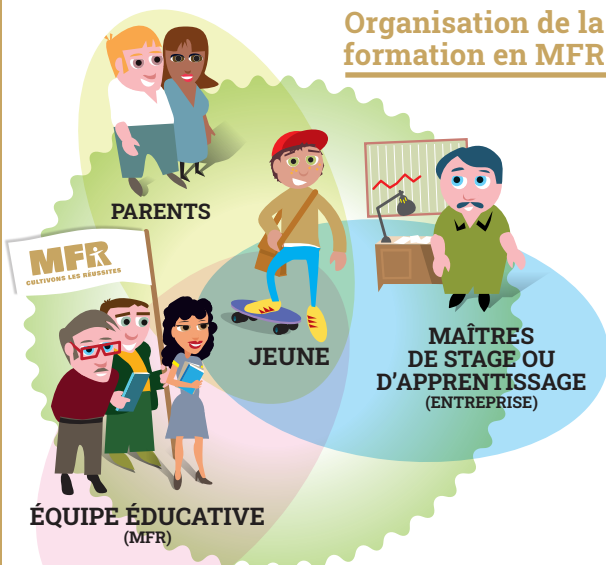 Organisation de la
formation en MFR
PARENTS
MFR
CULTIVONS LES RÉUSSITES
JEUNE
MAÎTRES
DE STAGE OU
D'APPRENTISSAGE
(ENTREPRISE)
ÉQUIPE ÉDUCATIVE
(MFR)